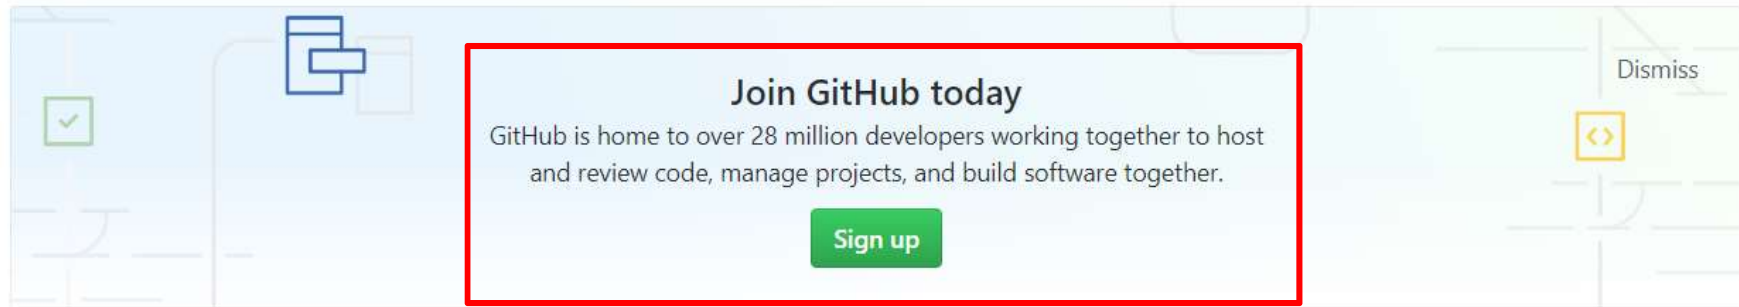 Join GitHub today
Dismiss
GitHub is home to over 28 million developers working together to host
and review code, manage projects, and build software together.
Sign up